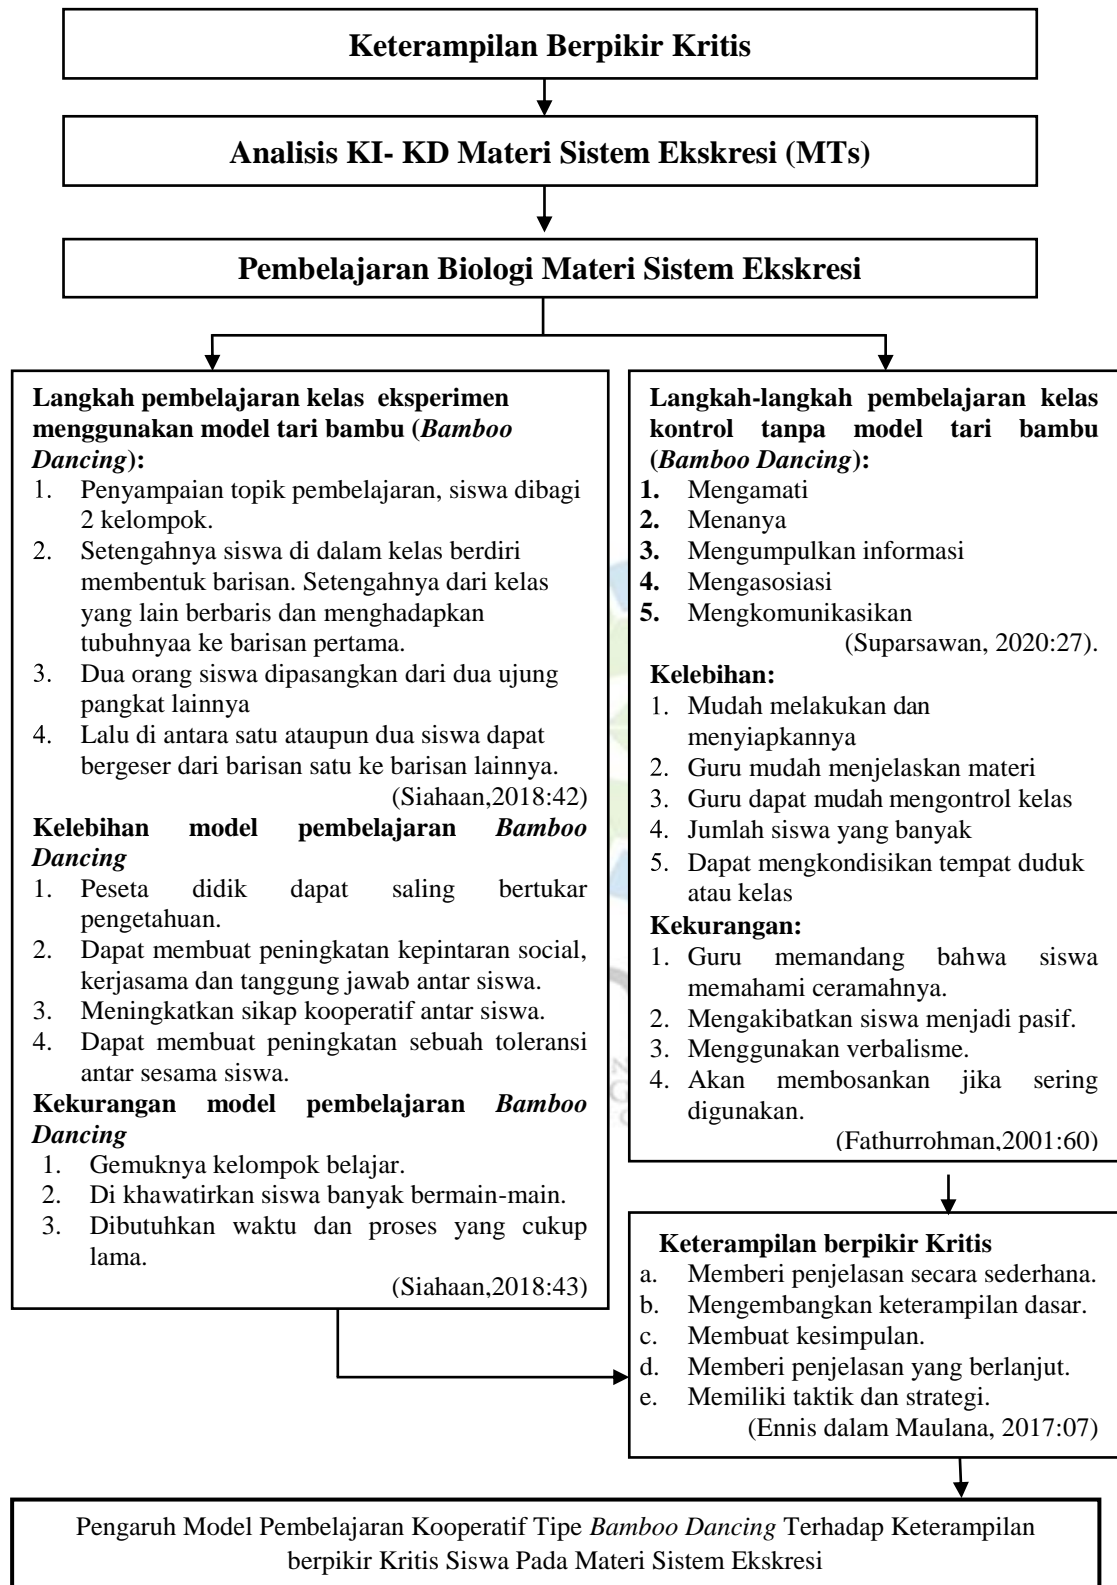 Keterampilan Berpikir Kritis
Analisis KI- KD Materi Sistem Ekskresi (MTs)
Pembelajaran Biologi Materi Sistem Ekskresi
Langkah pembelajaran kelas eksperimen
menggunakan model tari bambu (Bamboo
Dancing):
1. Penyampaian topik pembelajaran, siswa dibagi
2 kelompok.
2. Setengahnya siswa di dalam kelas berdiri
membentuk barisan. Setengahnya dari kelas
yang lain berbaris dan menghadapkan
tubuhnyaa ke barisan pertama.
3. Dua orang siswa dipasangkan dari dua ujung
pangkat lainnya
4. Lalu di antara satu ataupun dua siswa dapat
bergeser dari barisan satu ke barisan lainnya.
(Siahaan,2018:42)
Kelebihan model pembelajaran Bamboo
Dancing
1. Peseta didik dapat saling bertukar
pengetahuan.
2. Dapat membuat peningkatan kepintaran social,
kerjasama dan tanggung jawab antar siswa.
3. Meningkatkan sikap kooperatif antar siswa.
4. Dapat membuat peningkatan sebuah toleransi
antar sesama siswa.
Kekurangan model pembelajaran Bamboo
Dancing
1. Gemuknya kelompok belajar.
2. Di khawatirkan siswa banyak bermain-main.
3. Dibutuhkan waktu dan proses yang cukup
lama.
(Siahaan,2018:43)
Langkah-langkah pembelajaran kelas
kontrol tanpa model tari bambu
(Bamboo Dancing):
1. Mengamati
2. Menanya
3. Mengumpulkan informasi
4. Mengasosiasi
5. Mengkomunikasikan
(Suparsawan, 2020:27).
Kelebihan:
1. Mudah melakukan dan
menyiapkannya
2. Guru mudah menjelaskan materi
3. Guru dapat mudah mengontrol kelas
4. Jumlah siswa yang banyak
5. Dapat mengkondisikan tempat duduk
atau kelas
Kekurangan:
1. Guru memandang bahwa siswa
memahami ceramahnya.
2. Mengakibatkan siswa menjadi pasif.
3. Menggunakan verbalisme.
4. Akan membosankan jika sering
digunakan.
(Fathurrohman,2001:60)
Keterampilan berpikir Kritis
a. Memberi penjelasan secara sederhana.
b. Mengembangkan keterampilan dasar.
c. Membuat kesimpulan.
d. Memberi penjelasan yang berlanjut.
e. Memiliki taktik dan strategi.
(Ennis dalam Maulana, 2017:07)
Pengaruh Model Pembelajaran Kooperatif Tipe Bamboo Dancing Terhadap Keterampilan
berpikir Kritis Siswa Pada Materi Sistem Ekskresi